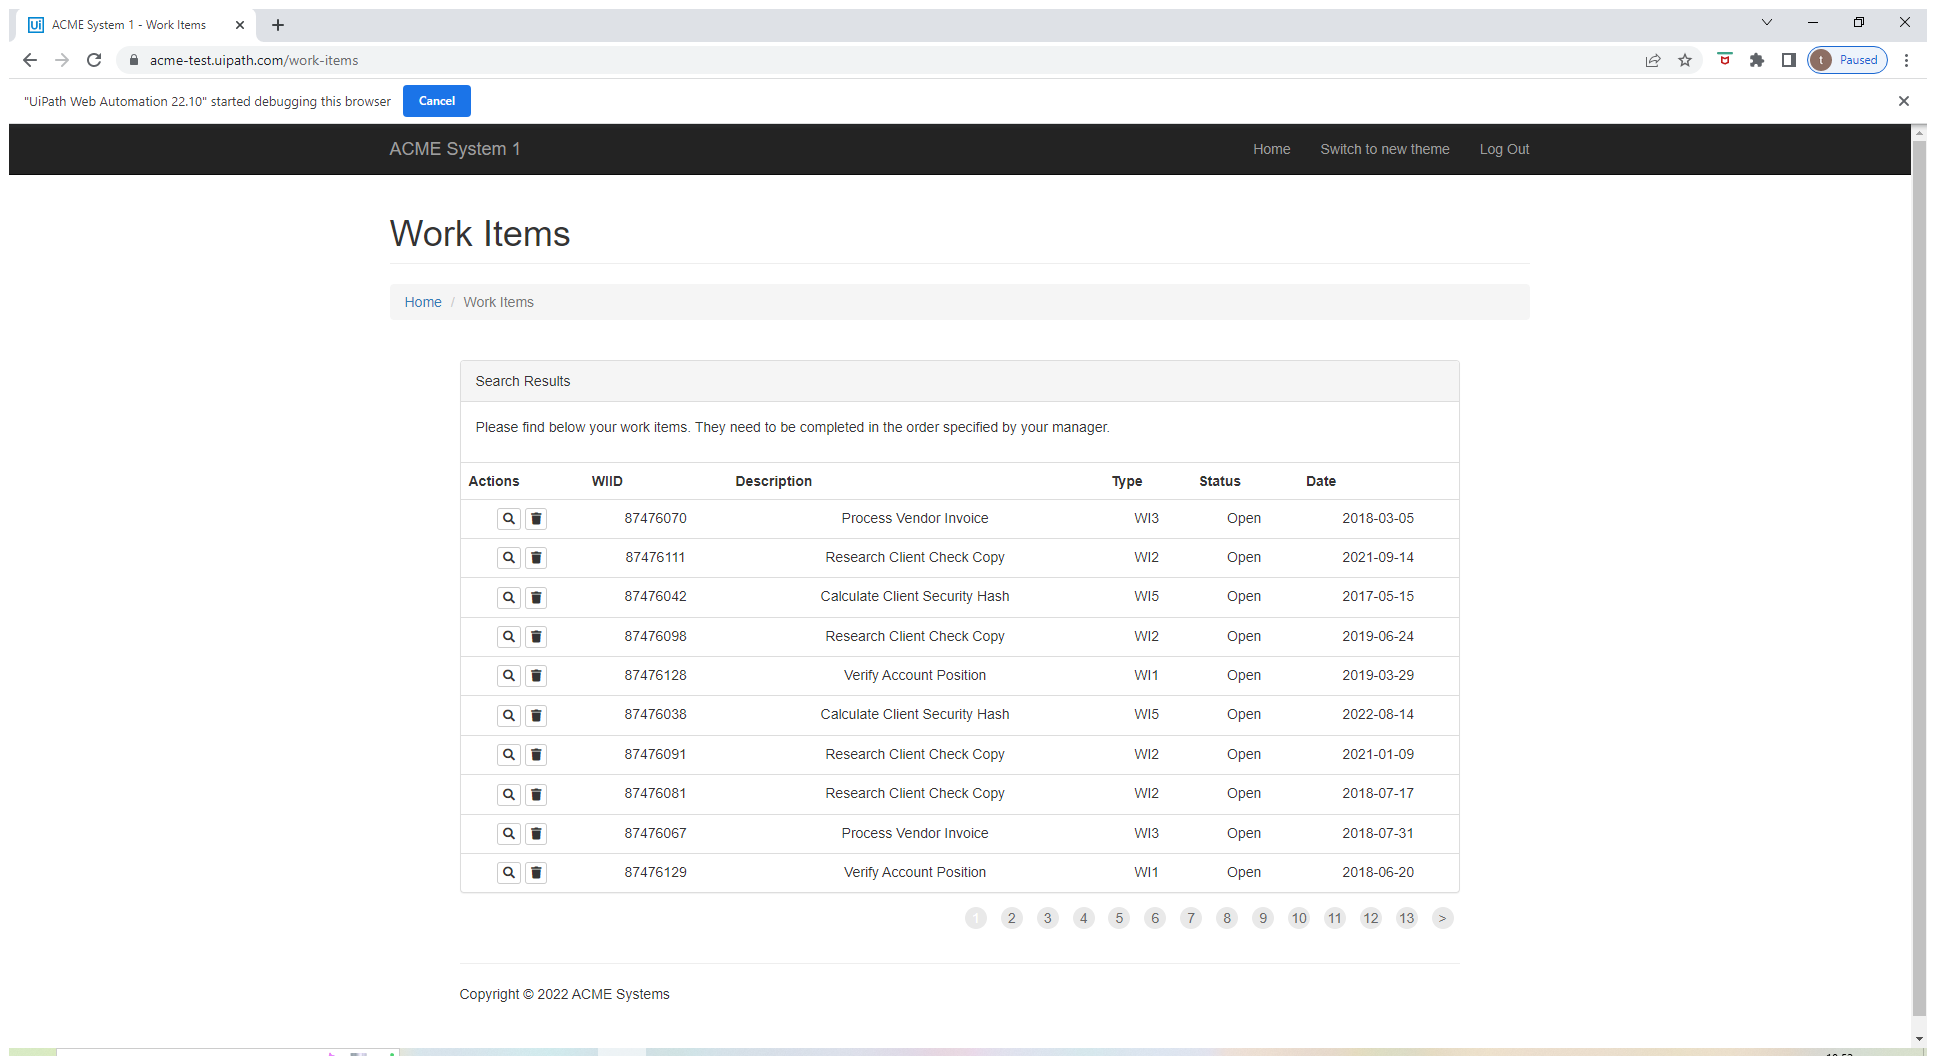 ACME System 1 - Work Items
acme-test.uipath.com/work-items
Paused
"UiPath Web Automation 22.10" started debugging this browser Cancel
ACME System 1 Home Switch to new theme Log Out
Work Items
Home / Work Items
Search Results
Please find below your work items. They need to be completed in the order specified by your manager.
Actions WIID Description Type Status Date
87476070 Process Vendor Invoice WI3 Open 2018-03-05
87476111 Research Client Check Copy WI2 Open 2021-09-14
87476042 Calculate Client Security Hash WI5 Open 2017-05-15
87476098 Research Client Check Copy WI2 Open 2019-06-24
87476128 Verify Account Position WI1 Open 2019-03-29
87476038 Calculate Client Security Hash WI5 Open 2022-08-14
87476091 Research Client Check Copy WI2 Open 2021-01-09
87476081 Research Client Check Copy WI2 Open 2018-07-17
87476067 Process Vendor Invoice WI3 Open 2018-07-31
87476129 Verify Account Position WI1 Open 2018-06-20
1 2 3 4 5 6 7 8 9 10 11 12 13 >
Copyright © 2022 ACME Systems